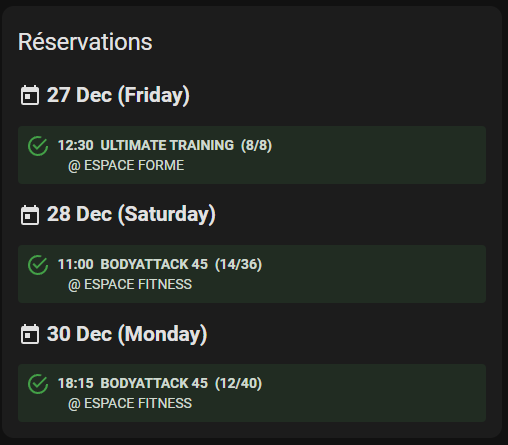 Réservations
27 Dec (Friday)
12:30 ULTIMATE TRAINING (8/8)
@ ESPACE FORME
28 Dec (Saturday)
11:00 BODYATTACK 45 (14/36)
@ ESPACE FITNESS
30 Dec (Monday)
18:15 BODYATTACK 45 (12/40)
@ ESPACE FITNESS